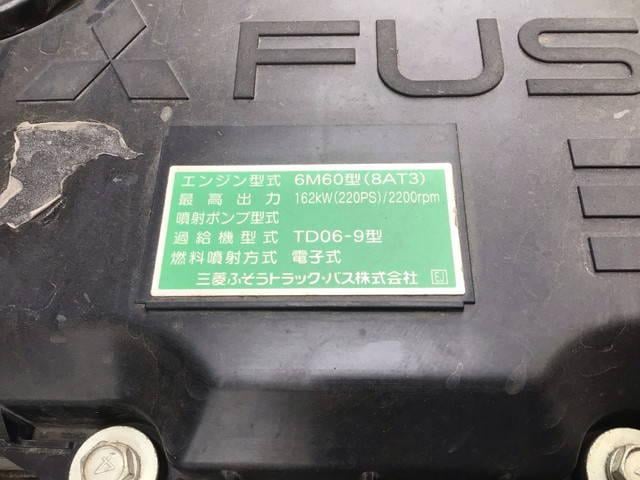 FUS
エンジン型式 6M60型(8AT3)
最高出力 162kW(220PS)/2200rpm
噴射ポンプ型式
過給機型式 TD06-9型
燃料噴射方式 電子式
三菱ふそうトラック・バス株式会社 EJ